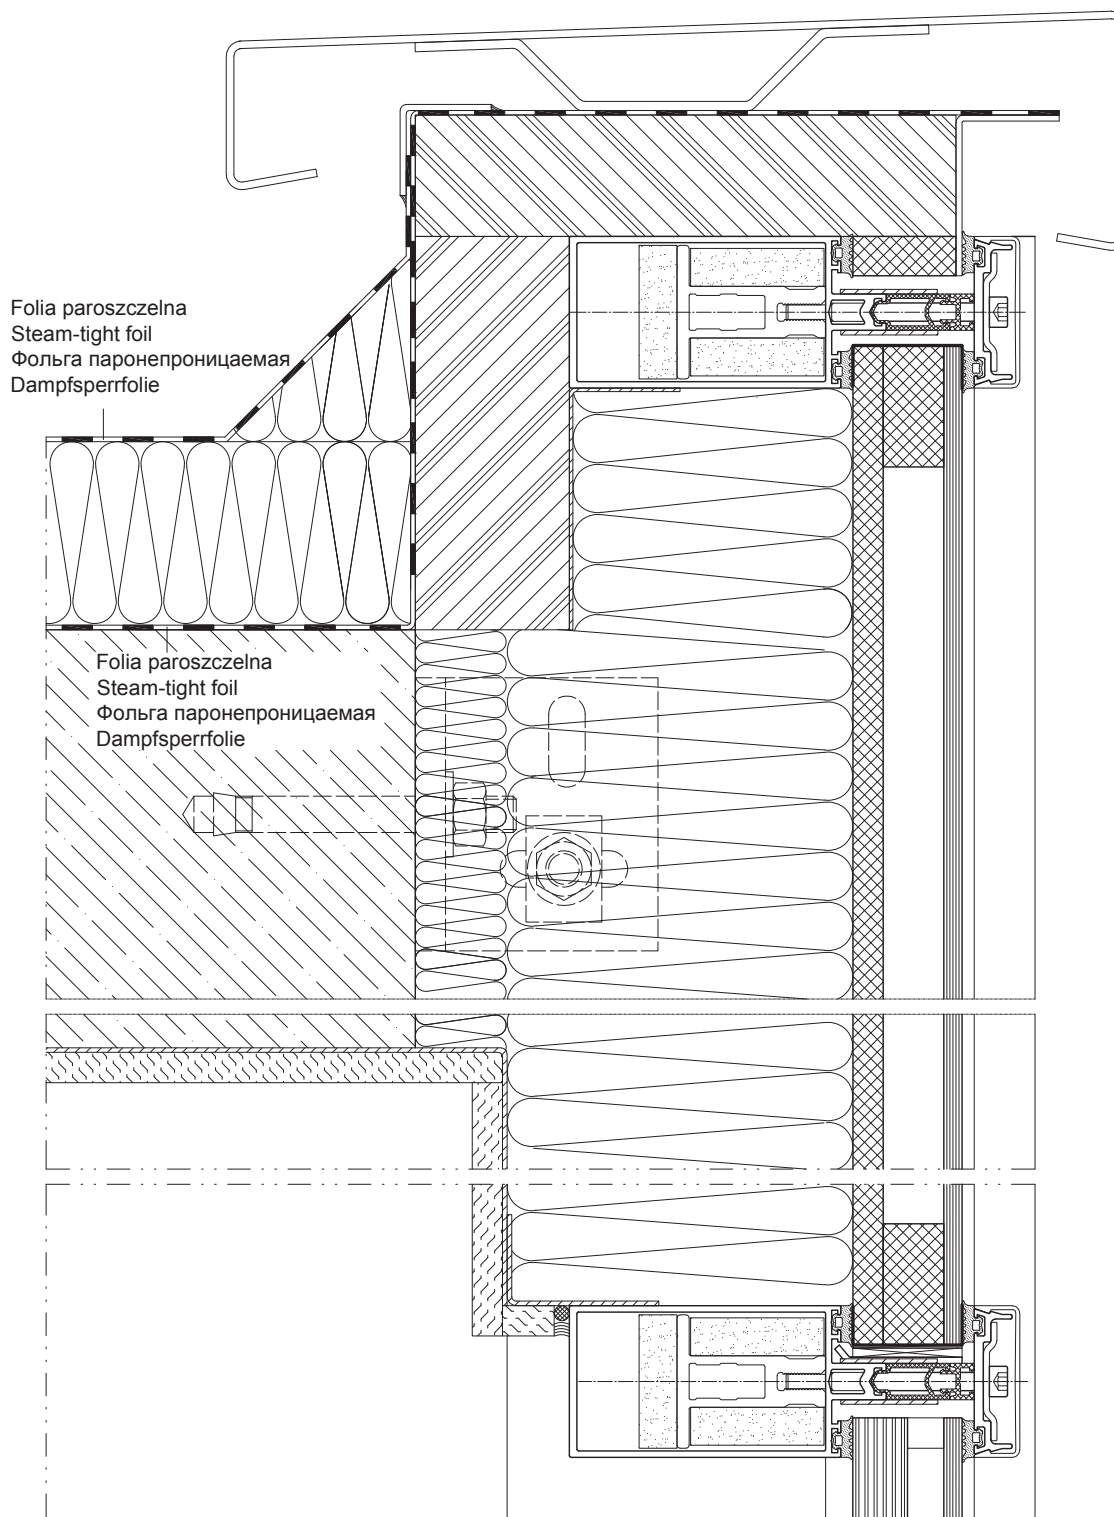 Folia paroszczelna
Steam-tight foil
Фольга паронепроницаемая
Dampfsperrfolie
Folia paroszczelna
Steam-tight foil
Фольга паронепроницаемая
Dampfsperrfolie